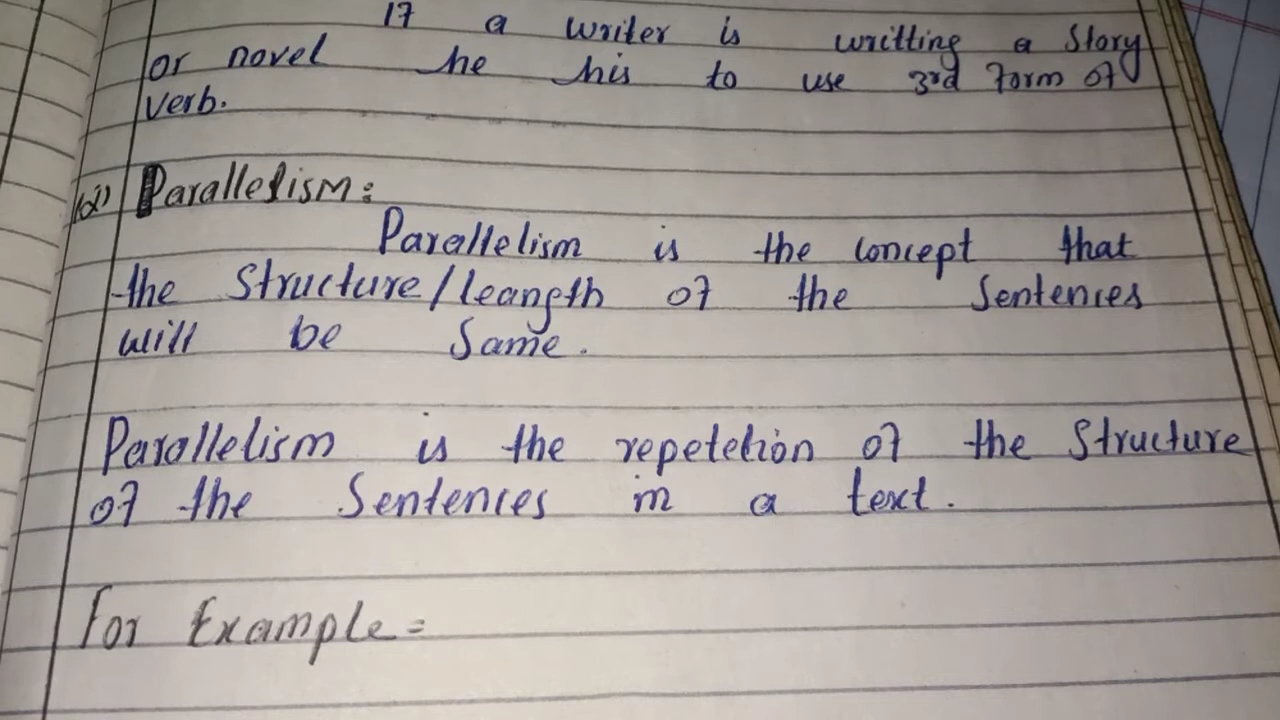 If a writer is writting a story
or novel he his to use 3rd form of
verb.
(d) Parallelism:
Parallelism is the concept that
the structure/leangth of the sentences
will be same.
Parallelism is the repetetion of the structure
of the sentences in a text.
For Example=